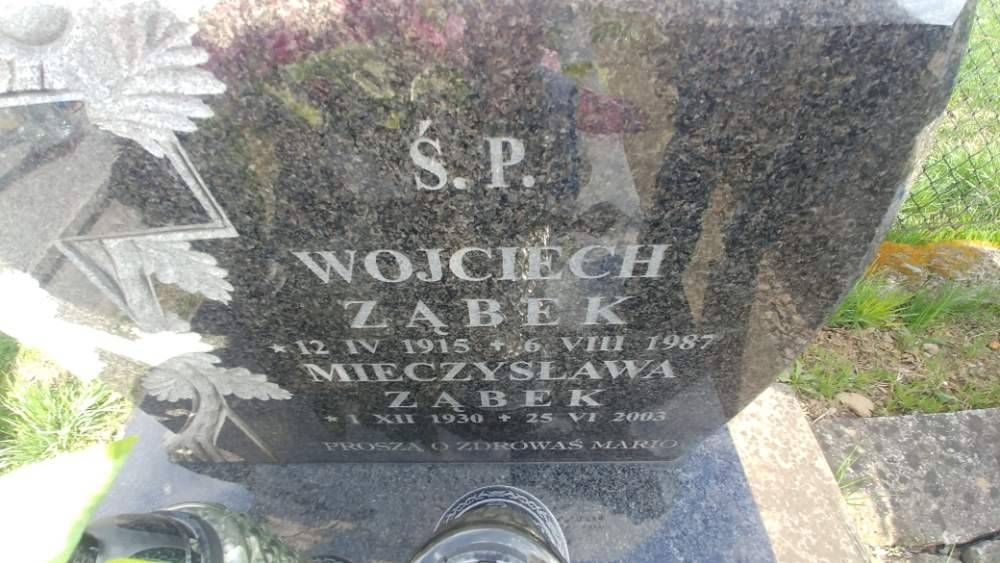 Ś. P.
WOJCIECH
ZĄBEK
* 12 IV 1915 + 6 VIII 1987
MIECZYSŁAWA
ZĄBEK
* 1 XII 1930 + 25 VI 2003
PROSZĄ O ZDROWAŚ MARIO